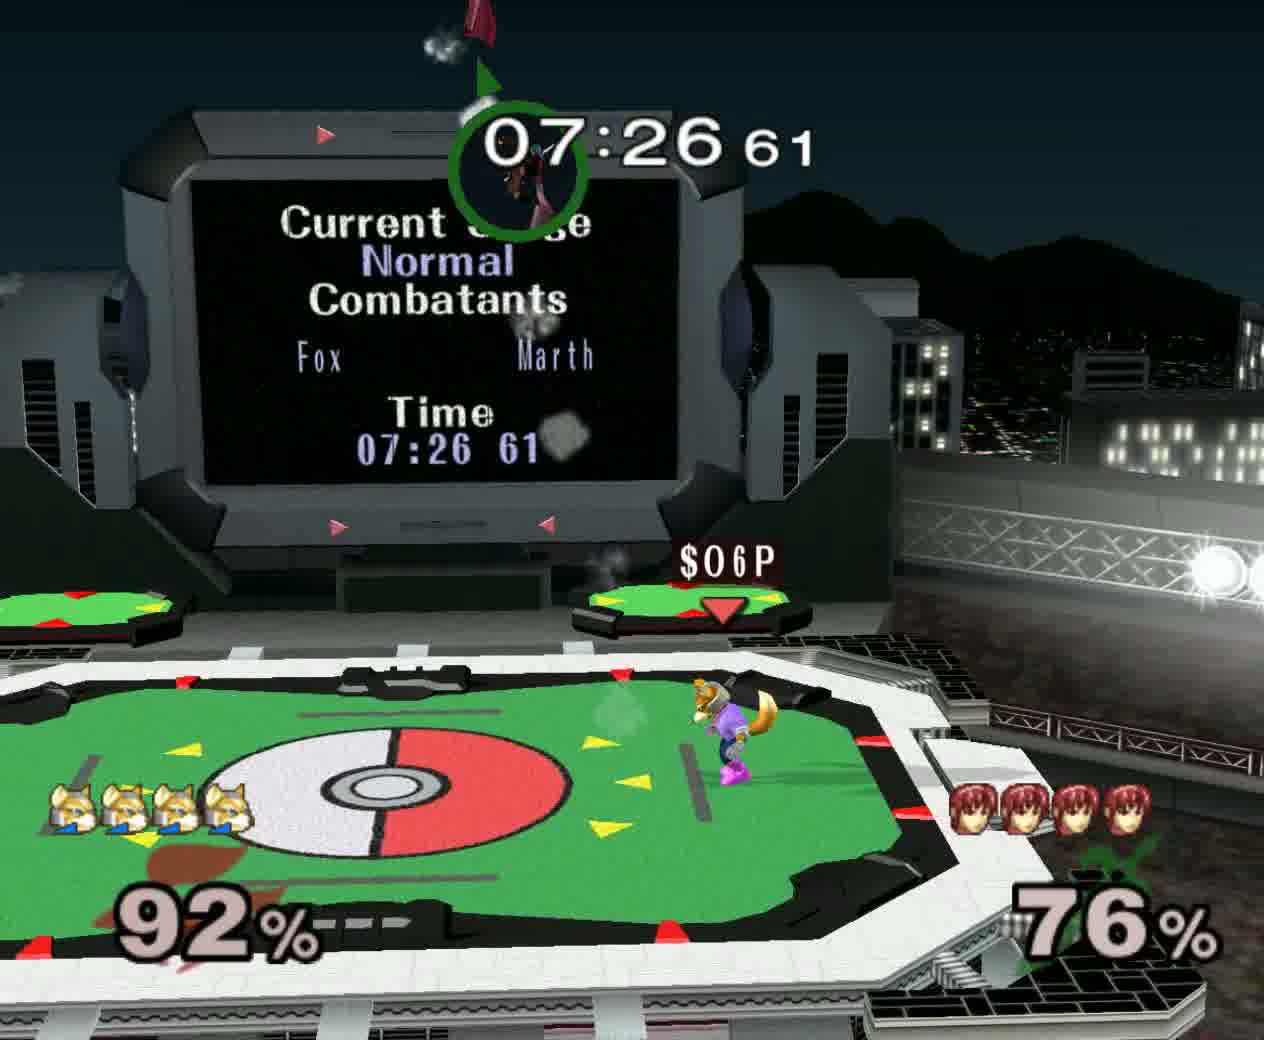 07:26 61
Current
Normal
Combatants
Fox Marth
Time
07:26 61
$06P
92%
76%